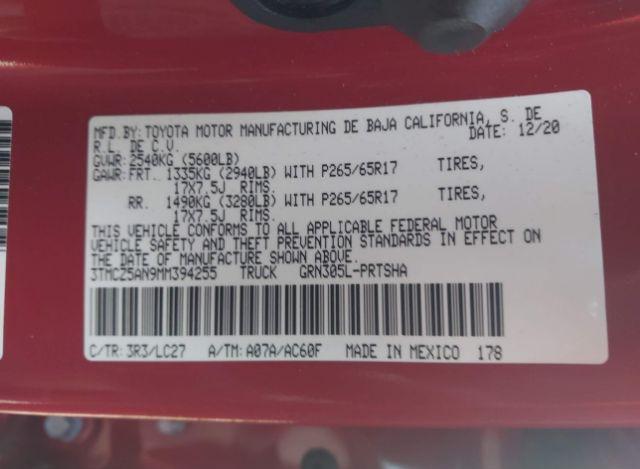 MFD. BY: TOYOTA MOTOR MANUFACTURING DE BAJA CALIFORNIA, S. DE
R.L. DE C.V. DATE: 12/20
GVWR: 2540KG (5600LB)
GAWR: FRT. 1335KG (2940LB) WITH P265/65R17 TIRES,
17X7.5J RIMS.
RR. 1490KG (3280LB) WITH P265/65R17 TIRES,
17X7.5J RIMS.
THIS VEHICLE CONFORMS TO ALL APPLICABLE FEDERAL MOTOR
VEHICLE SAFETY AND THEFT PREVENTION STANDARDS IN EFFECT ON
THE DATE OF MANUFACTURE SHOWN ABOVE.
3TMCZ5AN9MM394255 TRUCK GRN305L-PRTSHA
C/TR: 3R3/LC27 A/TM: A07A/AC60F MADE IN MEXICO 178